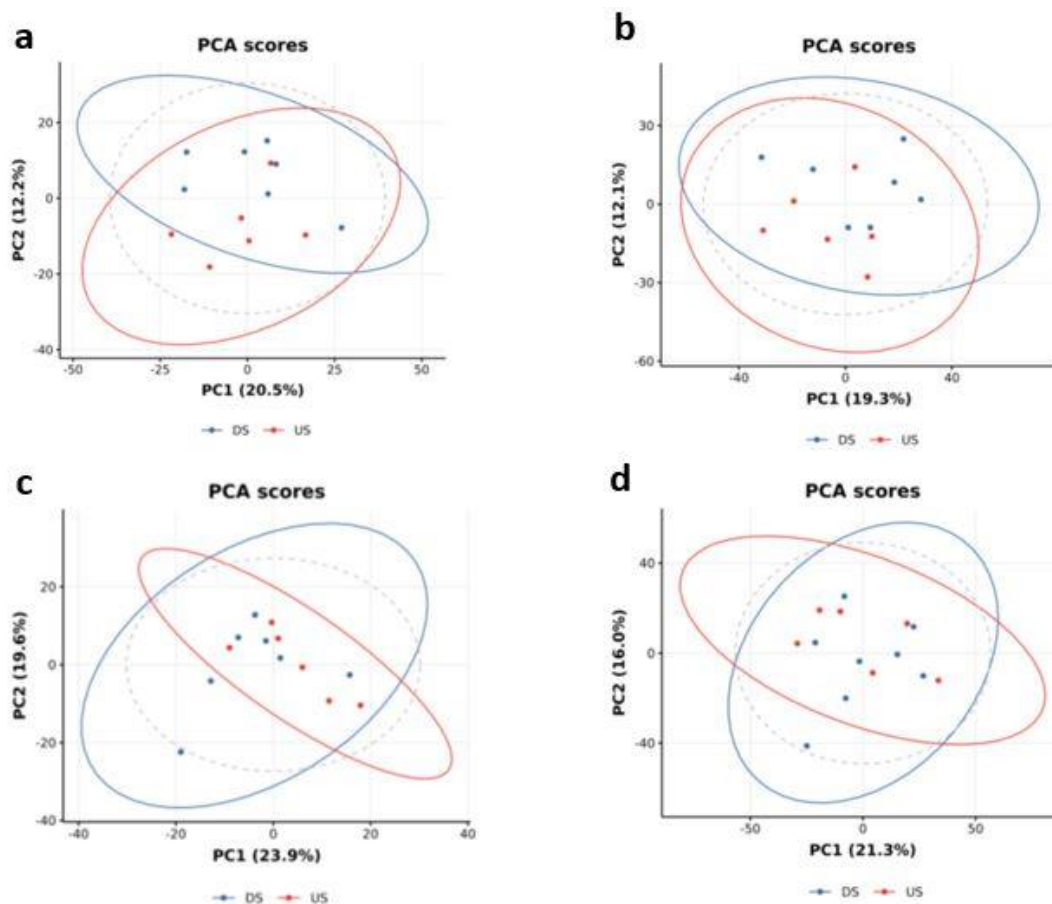 a
PCA scores
PC2 (12.2%)
20
0
-20
-40
-50
-25
0
25
50
PC1 (20.5%)
DS
US
b
PCA scores
PC2 (12.1%)
30
0
-30
-60
-40
0
40
PC1 (19.3%)
DS
US
c
PCA scores
PC2 (19.6%)
20
0
-20
-40
-40
-20
0
20
40
PC1 (23.9%)
DS
US
d
PCA scores
PC2 (16.0%)
40
0
-40
-50
0
50
PC1 (21.3%)
DS
US